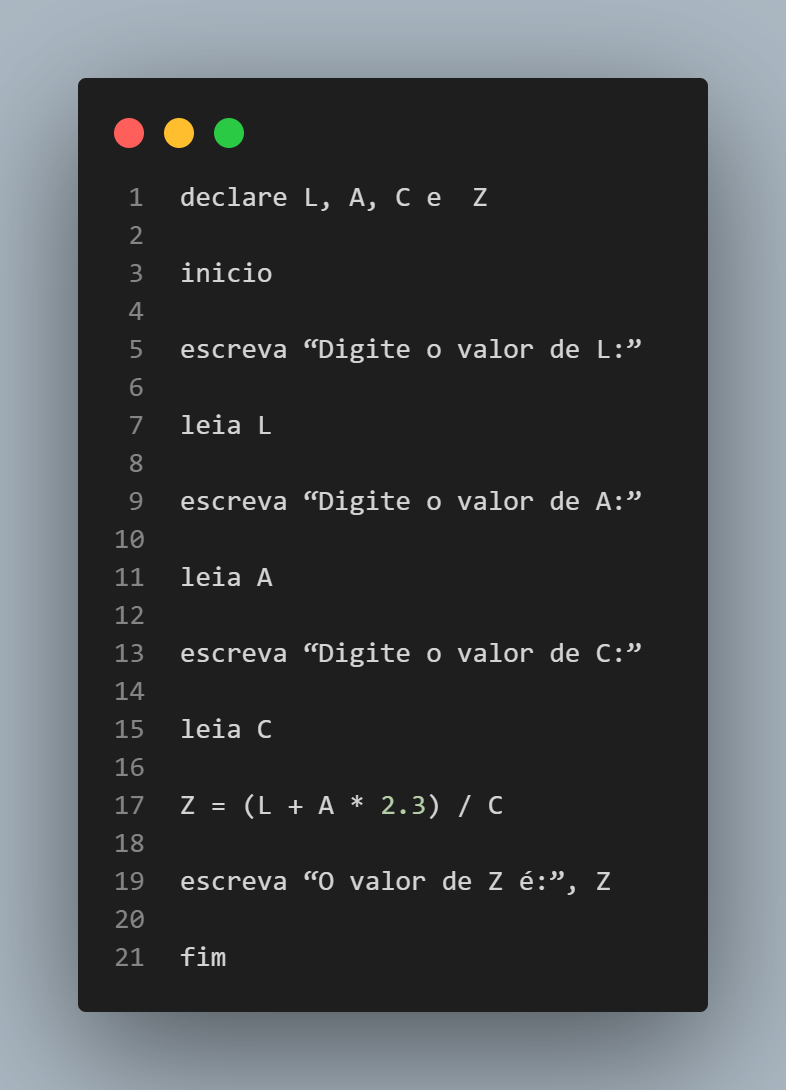 1 declare L, A, C e  Z
2
3 inicio
4
5 escreva “Digite o valor de L:”
6
7 leia L
8
9 escreva “Digite o valor de A:”
10
11 leia A
12
13 escreva “Digite o valor de C:”
14
15 leia C
16
17 Z = (L + A * 2.3) / C
18
19 escreva “O valor de Z é:”, Z
20
21 fim